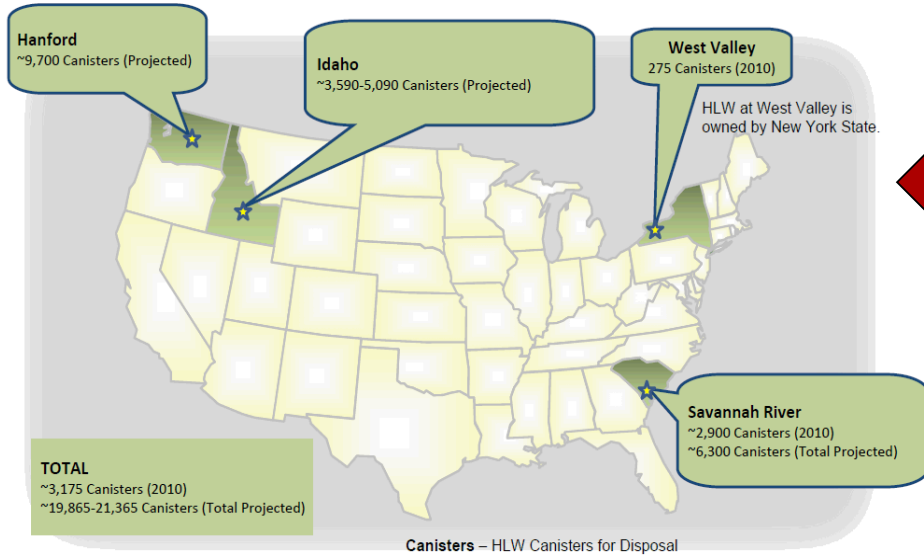 Hanford
~9,700 Canisters (Projected)
Idaho
~3,590-5,090 Canisters (Projected)
West Valley
275 Canisters (2010)
HLW at West Valley is
owned by New York State.
Savannah River
~2,900 Canisters (2010)
~6,300 Canisters (Total Projected)
TOTAL
~3,175 Canisters (2010)
~19,865-21,365 Canisters (Total Projected)
Canisters – HLW Canisters for Disposal